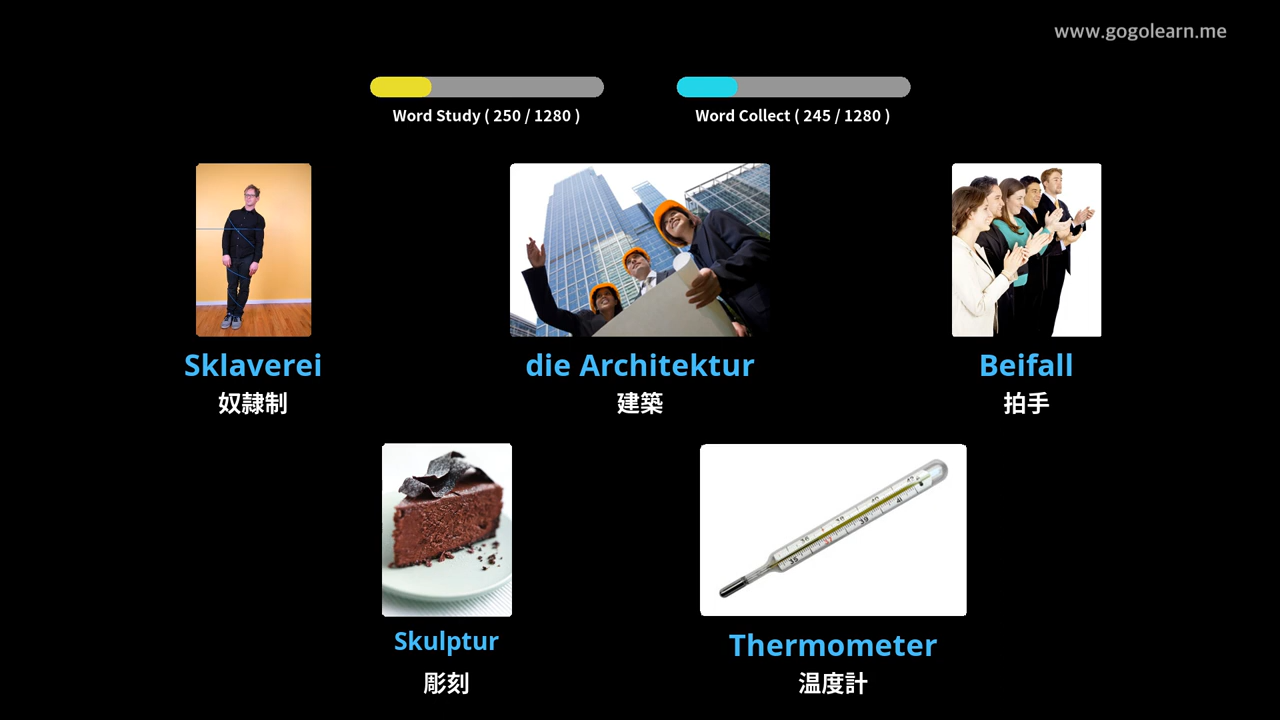 www.gogolearn.me
Word Study ( 250 / 1280 )
Word Collect ( 245 / 1280 )
Sklaverei
奴隷制
die Architektur
建築
Beifall
拍手
Skulptur
彫刻
Thermometer
温度計